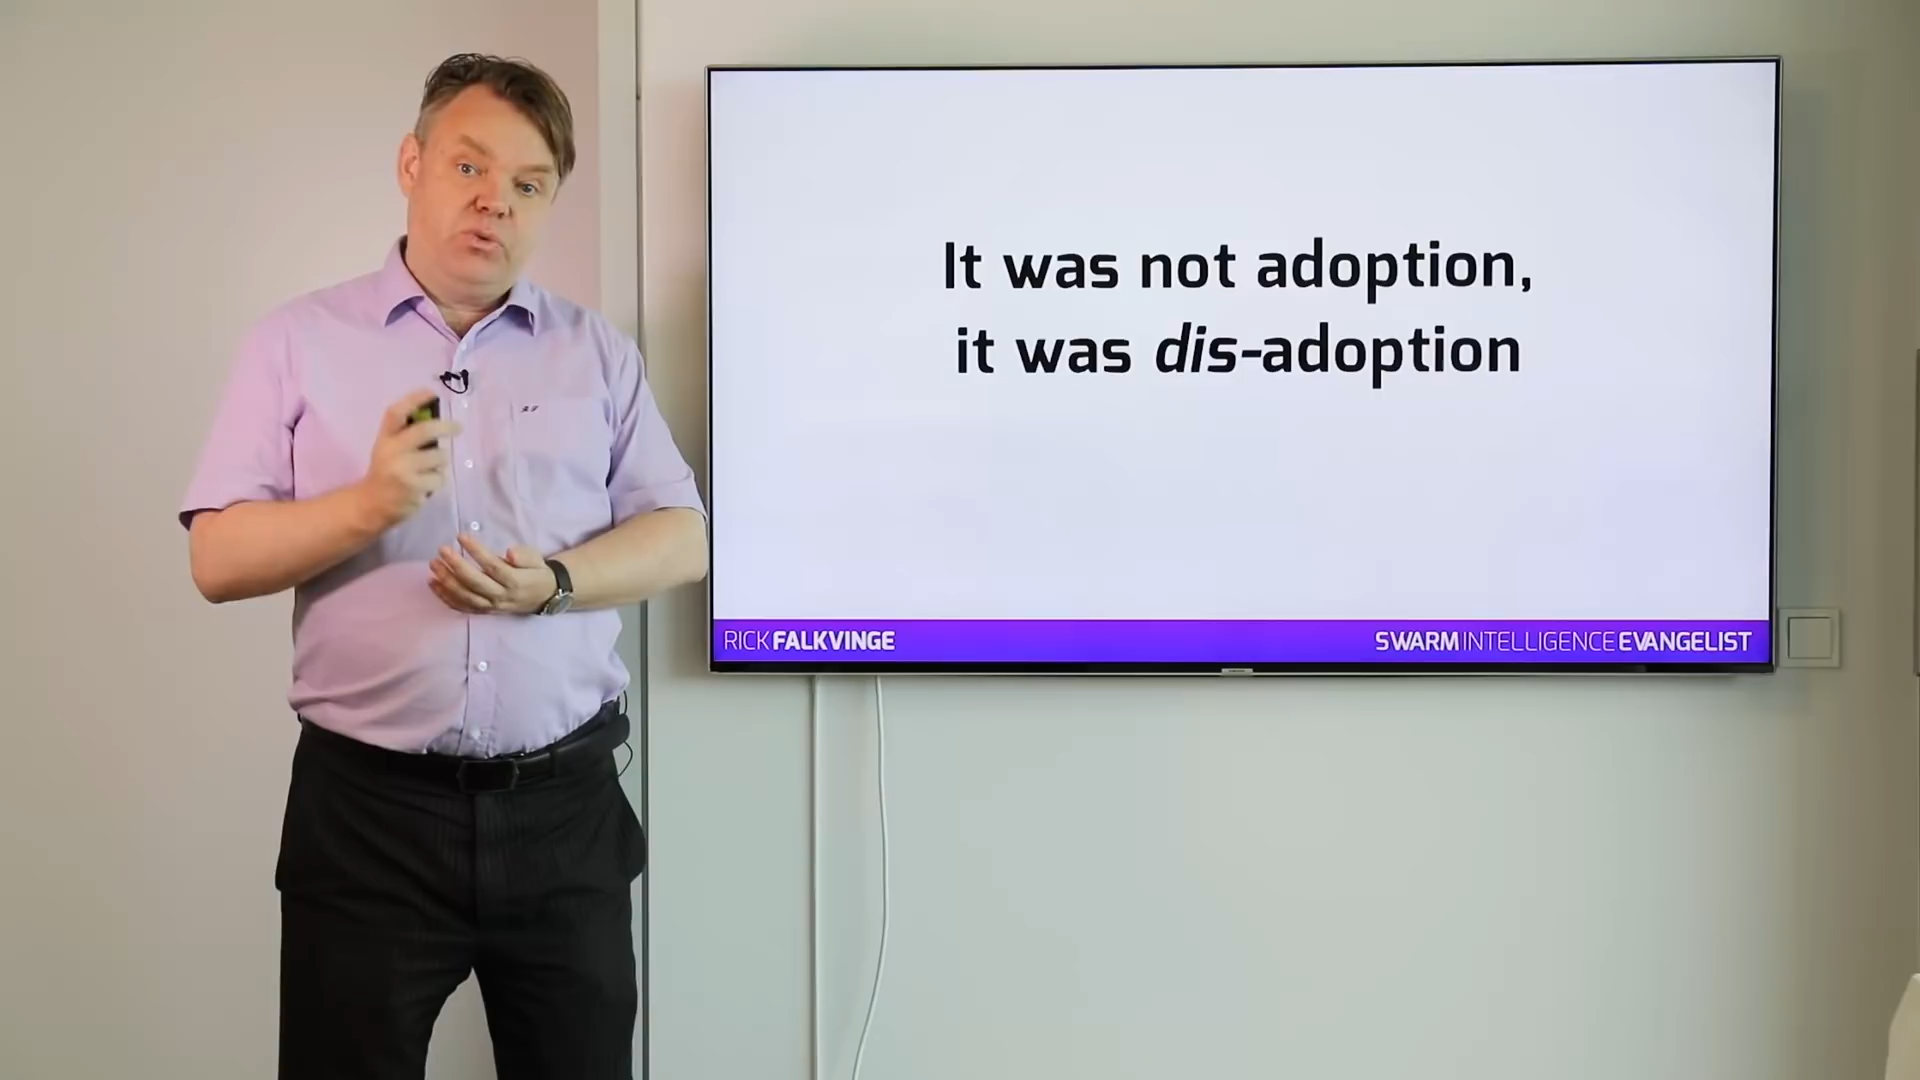 It was not adoption,
it was dis-adoption
RICKFALKVINGE
SWARMINTELLIGENCEEVANGELIST